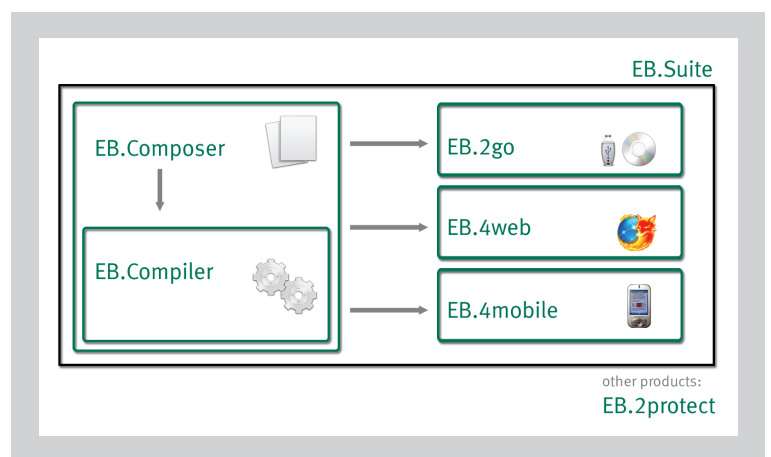 EB.Suite
EB.Composer
EB.Compiler
EB.2go
EB.4web
EB.4mobile
other products:
EB.2protect